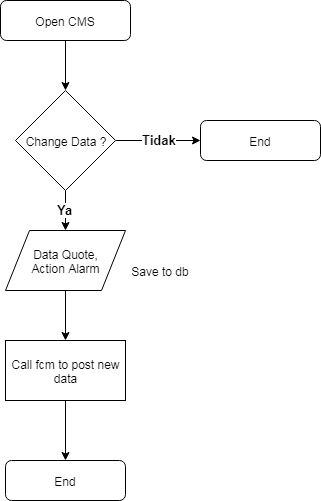 Open CMS
Change Data ?
Tidak
End
Ya
Data Quote,
Action Alarm
Save to db
Call fcm to post new
data
End